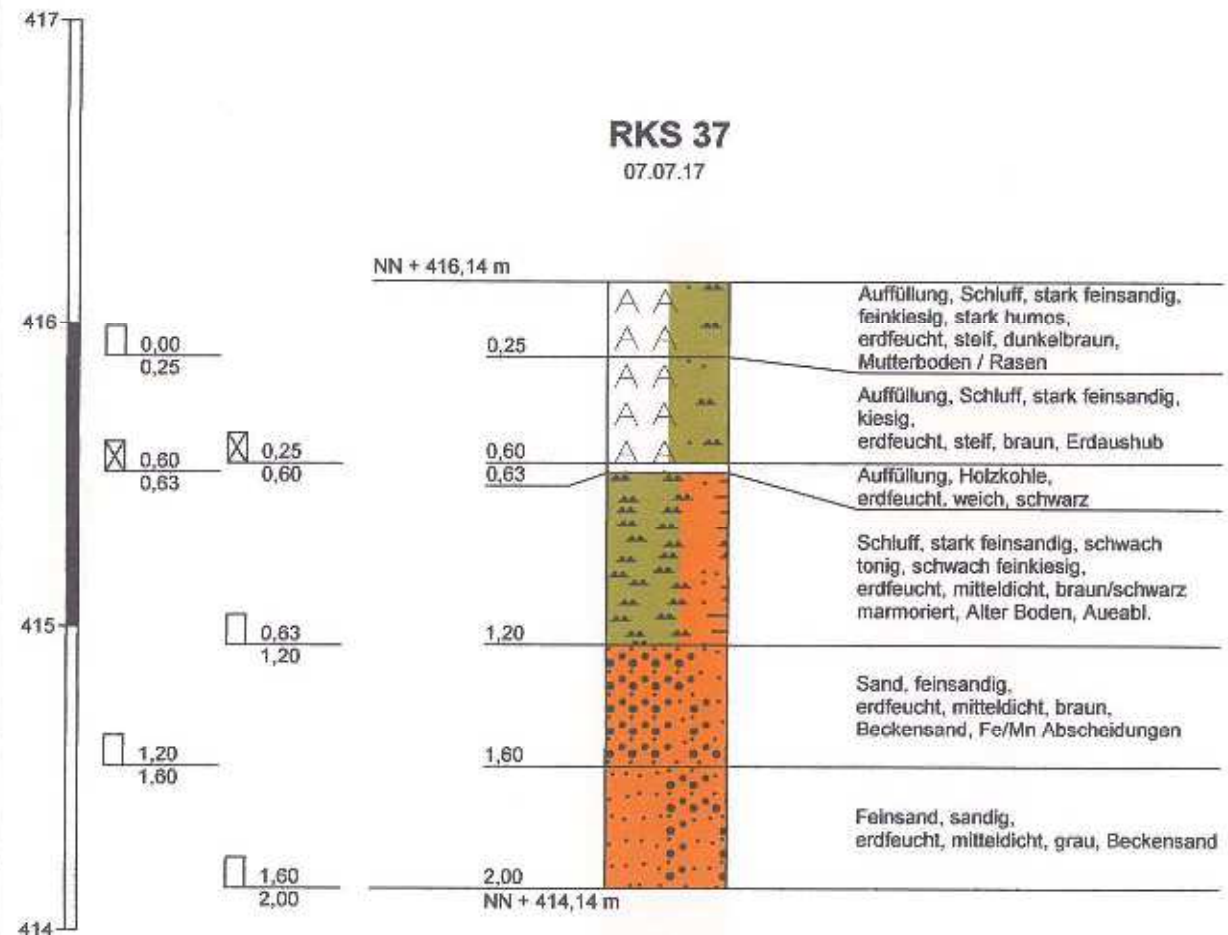 417
RKS 37
07.07.17
NN + 416,14 m
416
0,00
0,25
0,25
Auffüllung, Schluff, stark feinsandig,
feinkiesig, stark humos,
erdfeucht, steif, dunkelbraun,
Mutterboden / Rasen
Auffüllung, Schluff, stark feinsandig,
kiesig,
erdfeucht, steif, braun, Erdaushub
0,60
0,63
0,25
0,60
0,60
0,63
Auffüllung, Holzkohle,
erdfeucht, weich, schwarz
Schluff, stark feinsandig, schwach
tonig, schwach feinkiesig,
erdfeucht, mitteldicht, braun/schwarz
marmoriert, Alter Boden, Aueabl.
415
0,63
1,20
1,20
Sand, feinsandig,
erdfeucht, mitteldicht, braun,
Beckensand, Fe/Mn Abscheidungen
1,20
1,60
1,60
Feinsand, sandig,
erdfeucht, mitteldicht, grau, Beckensand
1,60
2,00
2,00
NN + 414,14 m
414
A A
A A
A A
A A
A A